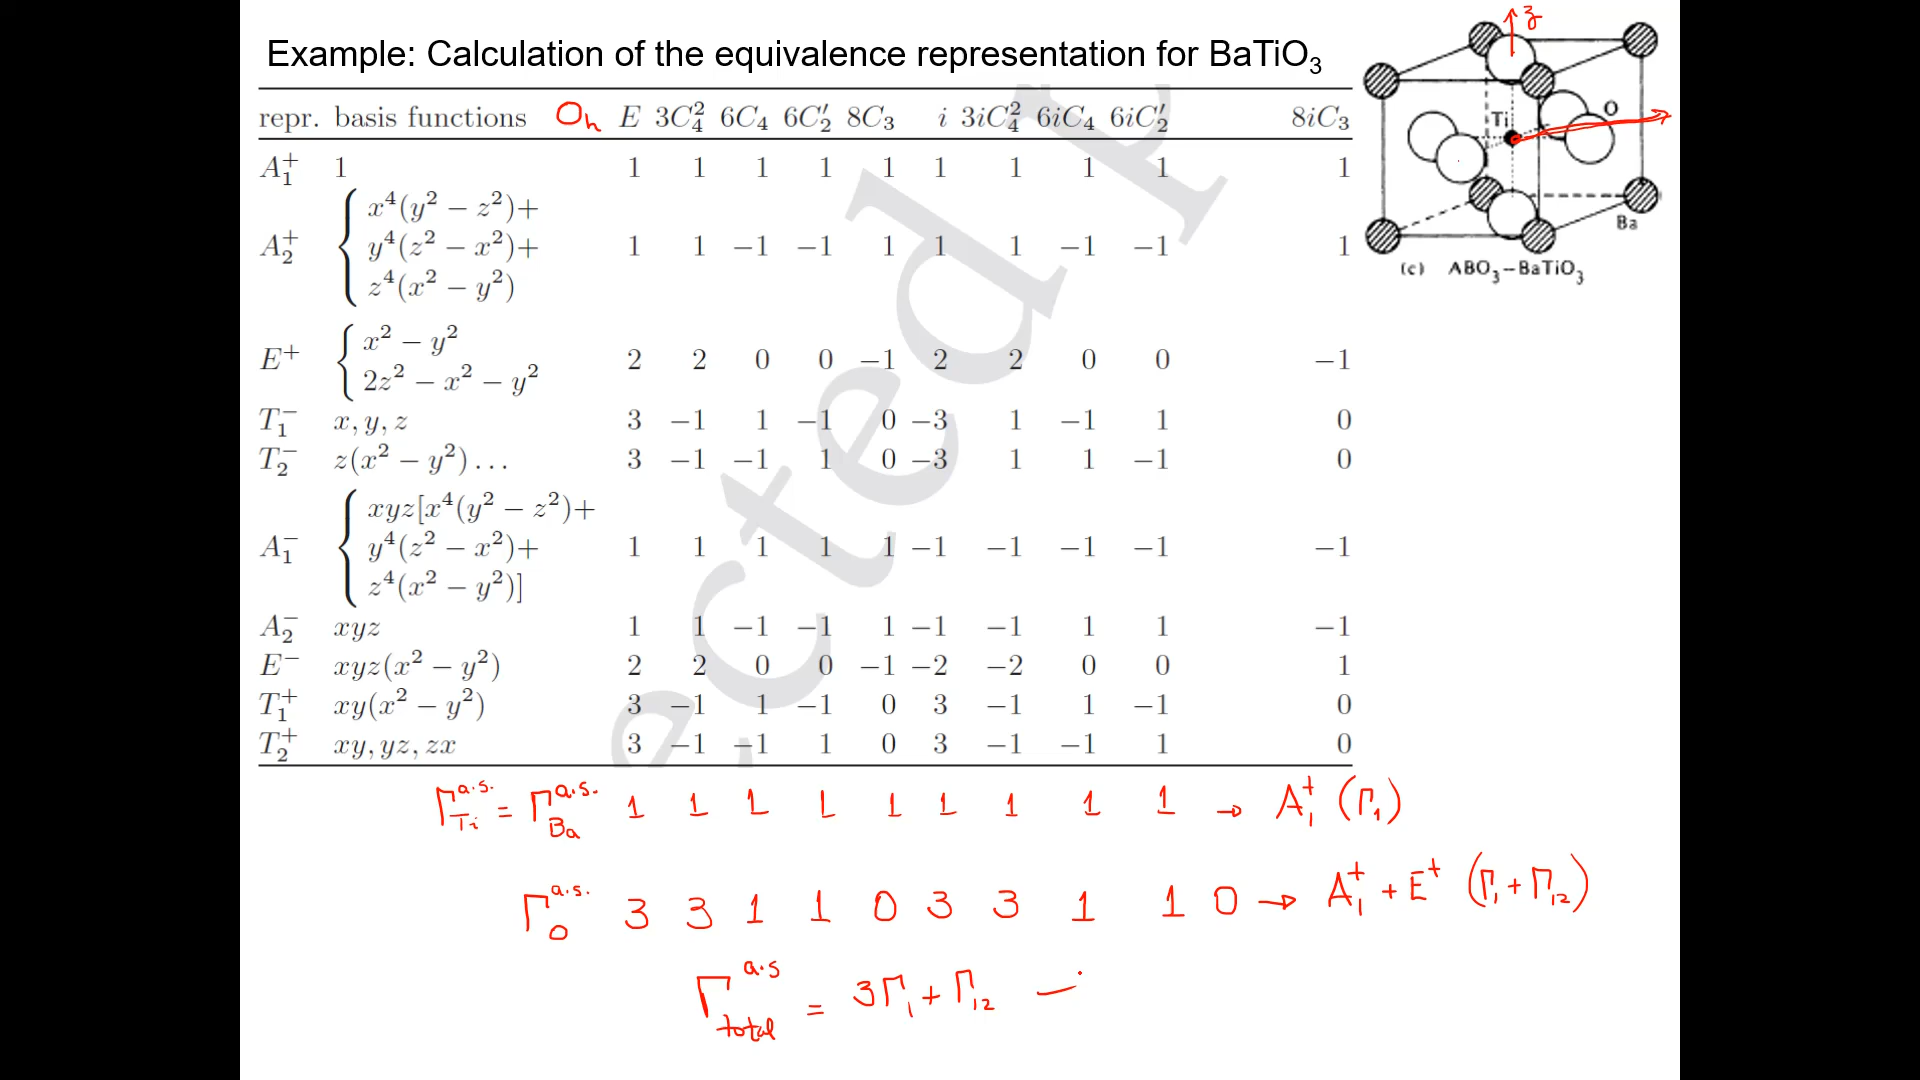 Example: Calculation of the equivalence representation for BaTiO₃
repr. basis functions Oₕ E 3C₄² 6C₄ 6C₂′ 8C₃ i 3iC₄² 6iC₄ 6iC₂′ 8iC₃
A₁⁺ 1 1 1 1 1 1 1 1 1 1 1
x⁴(y² − z²)+
A₂⁺ y⁴(z² − x²)+ 1 1 −1 −1 1 1 1 −1 −1 1
z⁴(x² − y²)
x² − y²
E⁺ 2 2 0 0 −1 2 2 0 0 −1
2z² − x² − y²
T₁⁻ x, y, z 3 −1 1 −1 0 −3 1 −1 1 0
T₂⁻ z(x² − y²)... 3 −1 −1 1 0 −3 1 1 −1 0
xyz[x⁴(y² − z²)+
A₁⁻ y⁴(z² − x²)+ 1 1 1 1 1 −1 −1 −1 −1 −1
z⁴(x² − y²)]
A₂⁻ xyz 1 1 −1 −1 1 −1 −1 1 1 −1
E⁻ xyz(x² − y²) 2 2 0 0 −1 −2 −2 0 0 1
T₁⁺ xy(x² − y²) 3 −1 1 −1 0 3 −1 1 −1 0
T₂⁺ xy, yz, zx 3 −1 −1 1 0 3 −1 −1 1 0
Γ a.s. Ti = Γ a.s. Ba 1 1 1 1 1 1 1 1 1 → A₁⁺ (Γ₁)
Γ a.s. O 3 3 1 1 0 3 3 1 1 0 → A₁⁺ + E⁺ (Γ₁ + Γ₁₂)
Γ a.s total = 3Γ₁ + Γ₁₂ —
z
Ti
O
Ba
(c) ABO₃–BaTiO₃
ected p